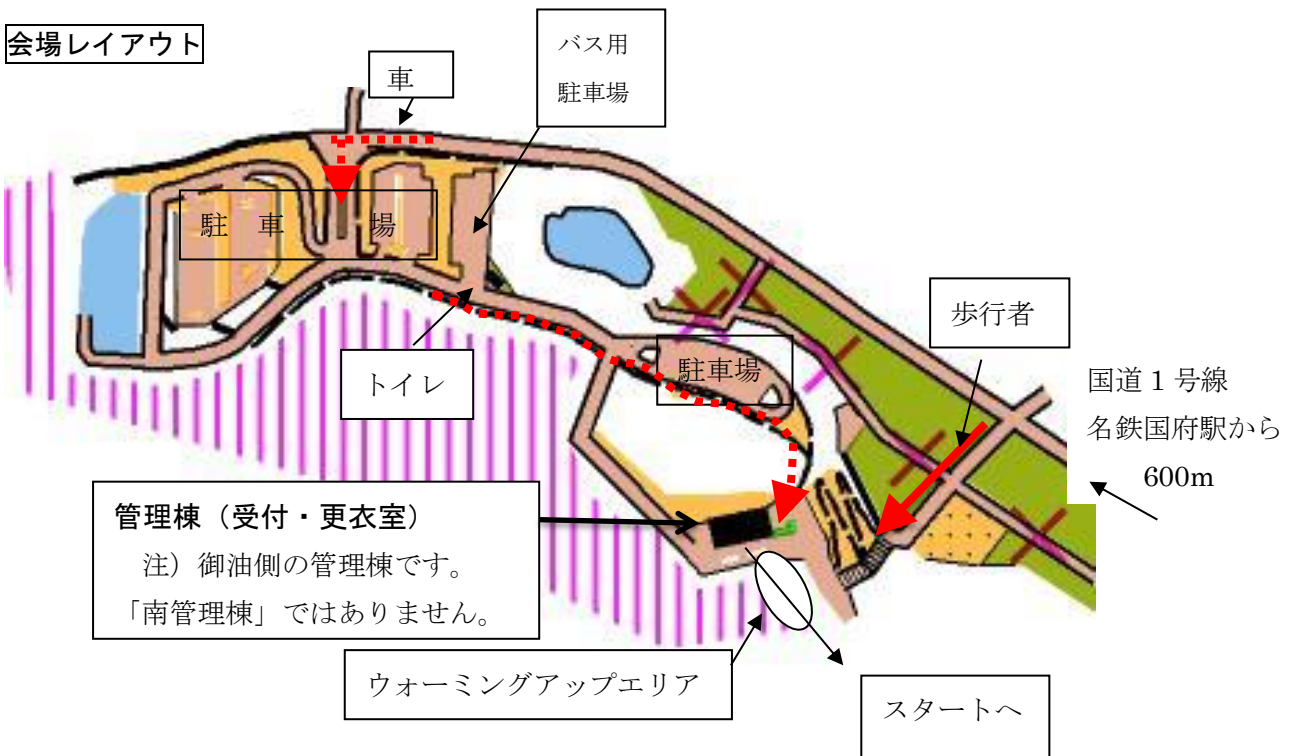 会場レイアウト
車
バス用
駐車場
駐 車 場
トイレ
駐車場
歩行者
国道1号線
名鉄国府駅から
600m
管理棟(受付・更衣室)
注)御油側の管理棟です。
「南管理棟」ではありません。
ウォーミングアップエリア
スタートへ